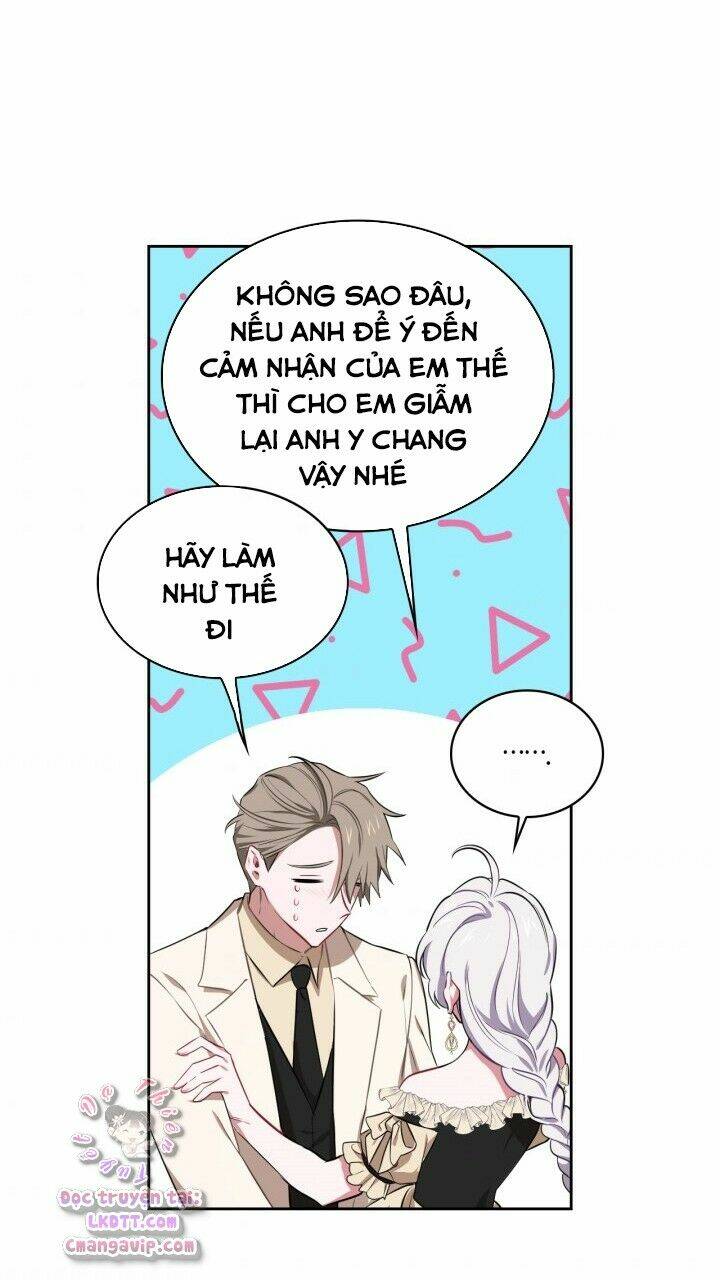 KHÔNG SAO ĐÂU,
NẾU ANH ĐỂ Ý ĐẾN
CẢM NHẬN CỦA EM THẾ
THÌ CHO EM GIẪM
LẠI ANH Y CHANG
VẬY NHÉ
HÃY LÀM
NHƯ THẾ
ĐI
…….
Đọc truyện tại:
LKDTT.com
Cmangavip.com